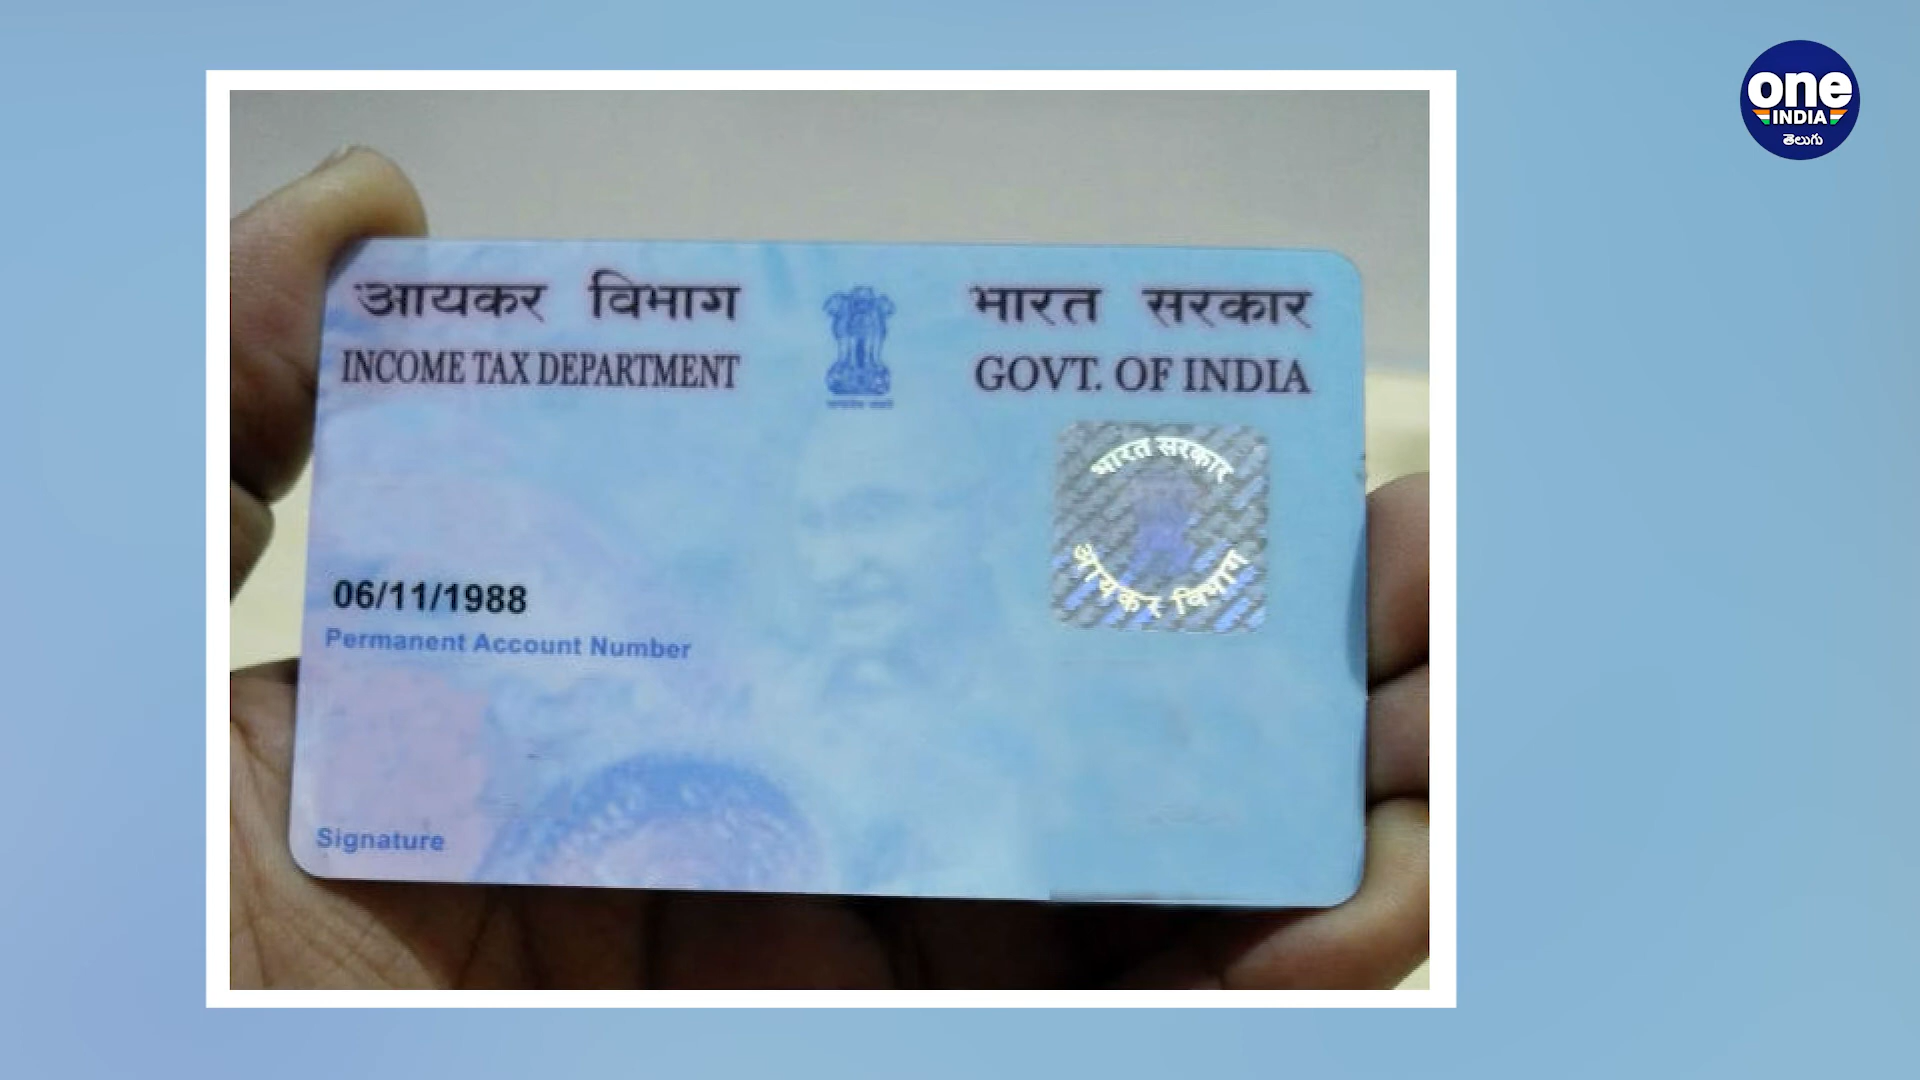 one
INDIA
తెలుగు
आयकर विभाग
INCOME TAX DEPARTMENT
भारत सरकार
GOVT. OF INDIA
भारत सरकार
आयकर विभाग
06/11/1988
Permanent Account Number
Signature